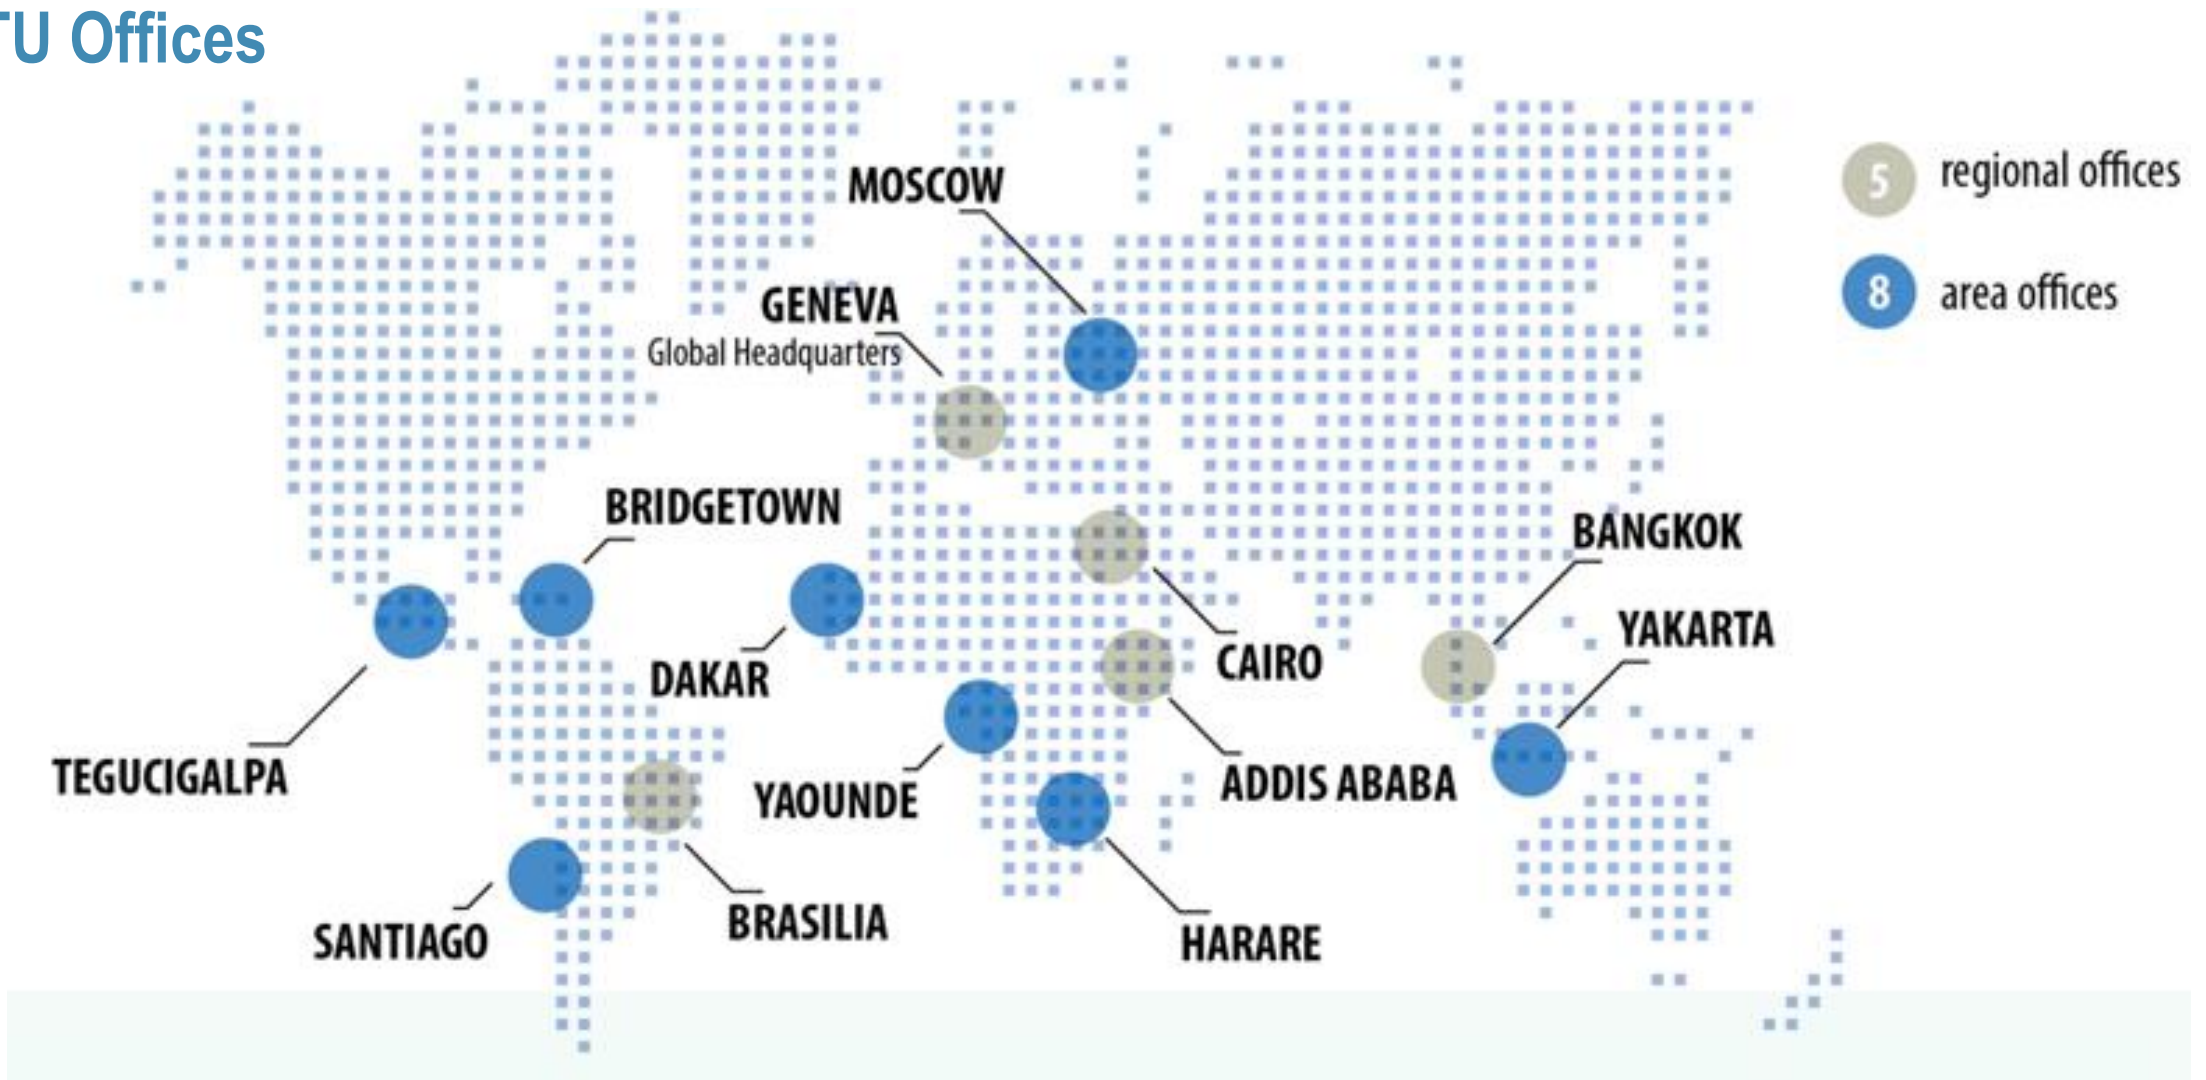 TU Offices
MOSCOW
5 regional offices
GENEVA
Global Headquarters
8 area offices
BRIDGETOWN
BANGKOK
YAKARTA
DAKAR
CAIRO
TEGUCIGALPA
YAOUNDE
ADDIS ABABA
SANTIAGO
BRASILIA
HARARE